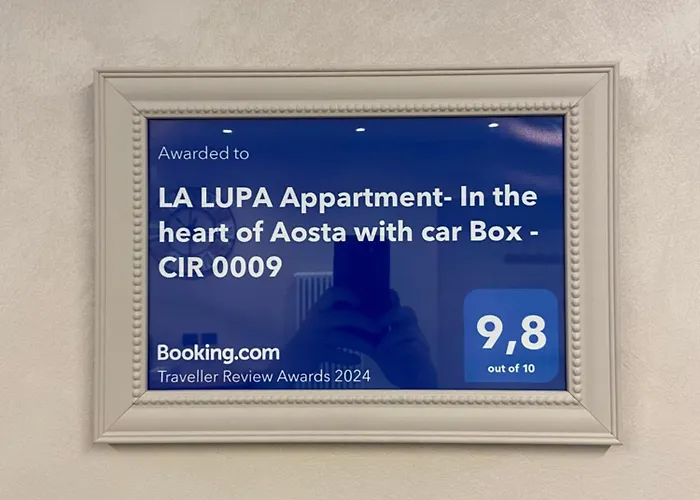 Awarded to
LA LUPA Appartment- In the
heart of Aosta with car Box -
CIR 0009
9,8
out of 10
Booking.com
Traveller Review Awards 2024